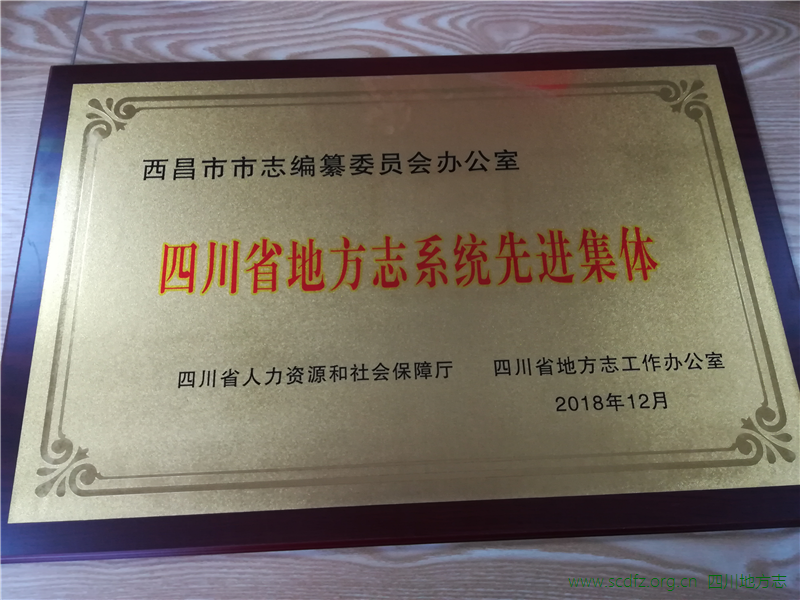 西昌市市志编纂委员会办公室
四川省地方志系统先进集体
四川省人力资源和社会保障厅 四川省地方志工作办公室
2018年12月
www.scdfz.org.cn 四川地方志